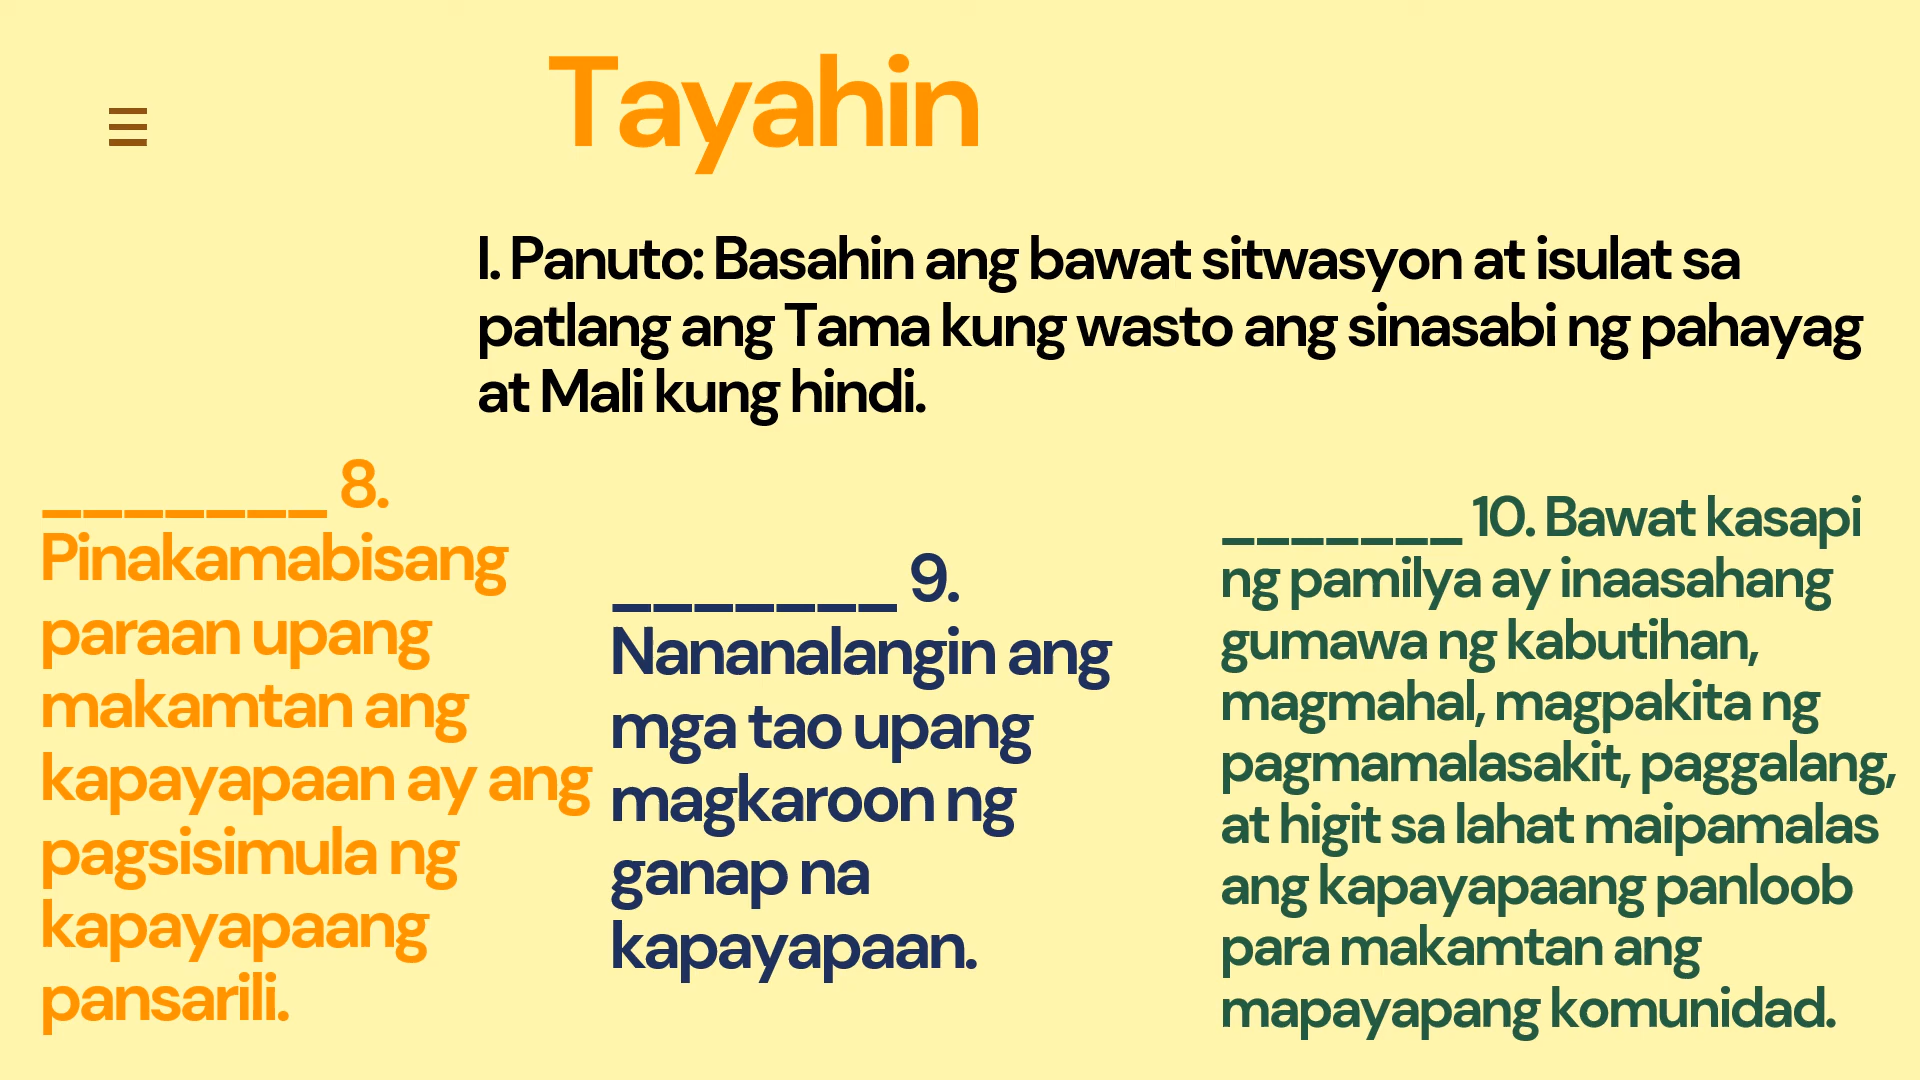 Tayahin
I. Panuto: Basahin ang bawat sitwasyon at isulat sa
patlang ang Tama kung wasto ang sinasabi ng pahayag
at Mali kung hindi.
_______ 8.
Pinakamabisang
paraan upang
makamtan ang
kapayapaan ay ang
pagsisimula ng
kapayapaang
pansarili.
_______ 9.
Nananalangin ang
mga tao upang
magkaroon ng
ganap na
kapayapaan.
_______ 10. Bawat kasapi
ng pamilya ay inaasahang
gumawa ng kabutihan,
magmahal, magpakita ng
pagmamalasakit, paggalang,
at higit sa lahat maipamalas
ang kapayapaang panloob
para makamtan ang
mapayapang komunidad.